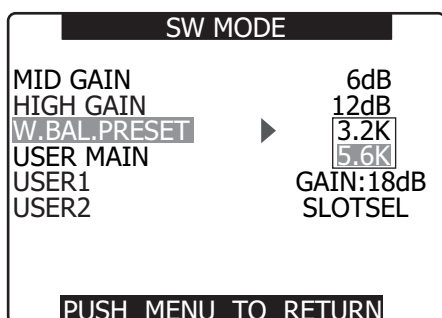 SW MODE
MID GAIN 6dB
HIGH GAIN 12dB
W.BAL.PRESET 3.2K
5.6K
USER MAIN
USER1 GAIN:18dB
USER2 SLOTSEL
PUSH MENU TO RETURN